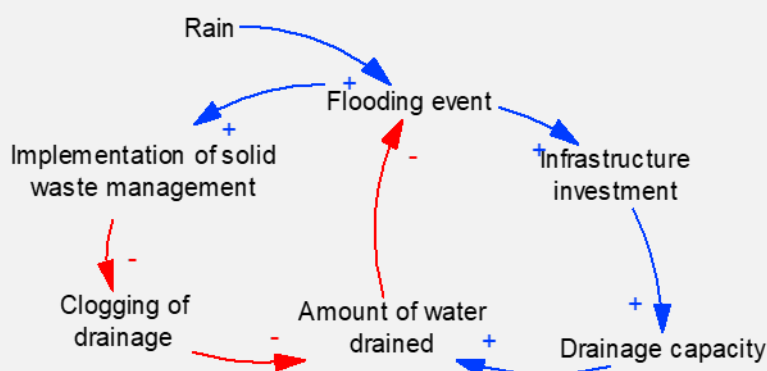 Rain
+
Flooding event
+
-
+
Implementation of solid
waste management
Infrastructure
investment
-
Clogging of
drainage
Amount of water
drained
+
-
+
Drainage capacity